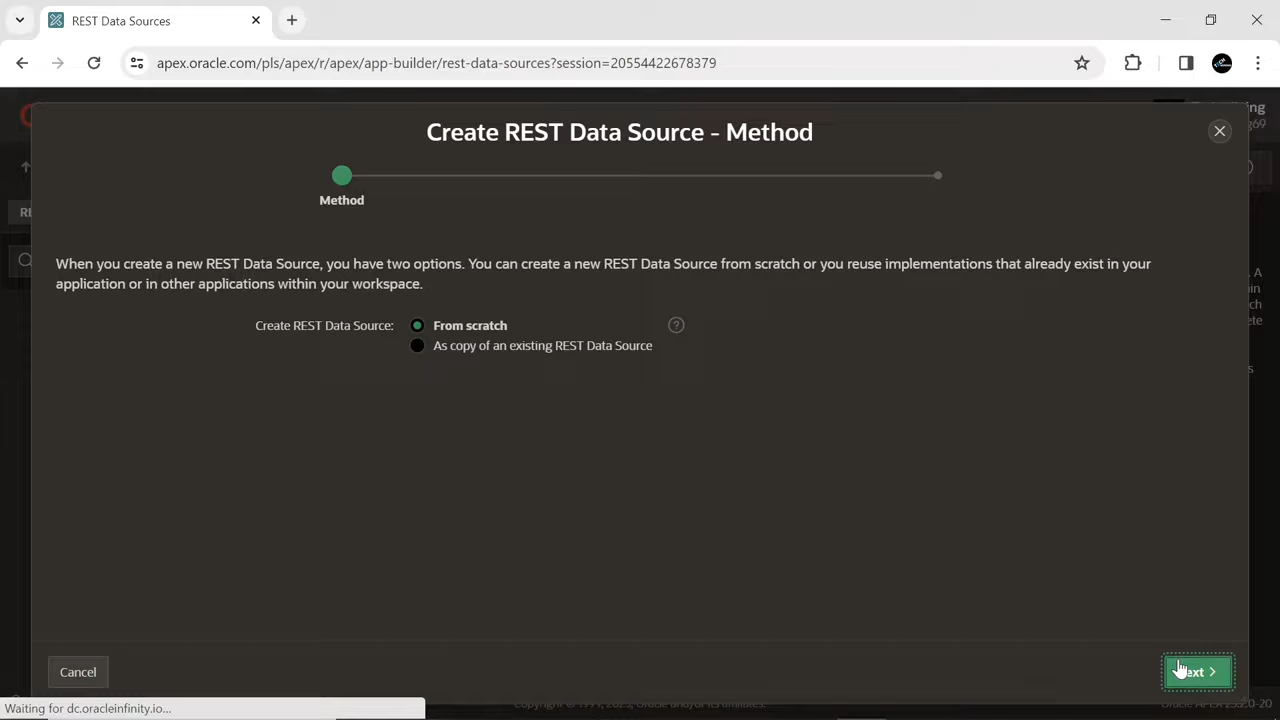 REST Data Sources
apex.oracle.com/pls/apex/r/apex/app-builder/rest-data-sources?session=20554422678379
Create REST Data Source - Method
Method
When you create a new REST Data Source, you have two options. You can create a new REST Data Source from scratch or you reuse implementations that already exist in your
application or in other applications within your workspace.
Create REST Data Source:
From scratch
As copy of an existing REST Data Source
Cancel
Waiting for dc.oracleinfinity.io...